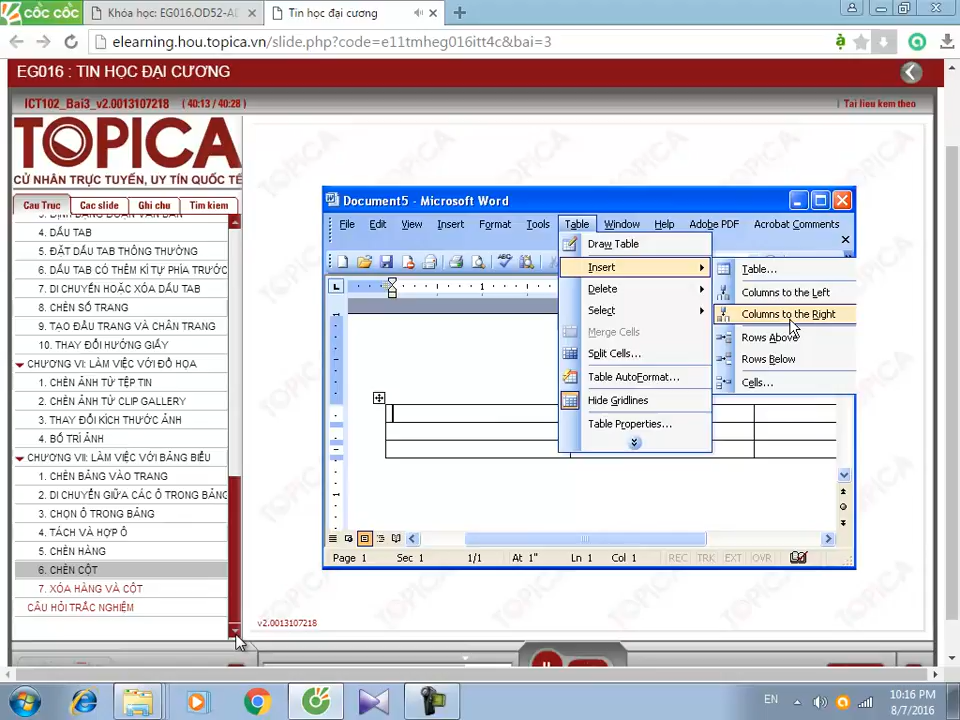 cốc cốc
Khóa học: EG016.OD52-A
Tin học đại cương
elearning.hou.topica.vn/slide.php?code=e11tmheg016itt4c&bai=3
EG016 : TIN HỌC ĐẠI CƯƠNG
ICT102_Bai3_v2.0013107218 ( 40:13 / 40:28 )
Tai lieu kem theo
TOPICA
CỬ NHÂN TRỰC TUYẾN, UY TÍN QUỐC TẾ
Cau Truc Cac slide Ghi chu Tim kiem
4. DẤU TAB
5. ĐẶT DẤU TAB THÔNG THƯỜNG
6. DẤU TAB CÓ THÊM KÍ TỰ PHÍA TRƯỚC
7. DI CHUYỂN HOẶC XÓA DẤU TAB
8. CHÈN SỐ TRANG
9. TẠO ĐẦU TRANG VÀ CHÂN TRANG
10. THAY ĐỔI HƯỚNG GIẤY
CHƯƠNG VI: LÀM VIỆC VỚI ĐỒ HỌA
1. CHÈN ẢNH TỪ TỆP TIN
2. CHÈN ẢNH TỪ CLIP GALLERY
3. THAY ĐỔI KÍCH THƯỚC ẢNH
4. BỐ TRÍ ẢNH
CHƯƠNG VII: LÀM VIỆC VỚI BẢNG BIỂU
1. CHÈN BẢNG VÀO TRANG
2. DI CHUYỂN GIỮA CÁC Ô TRONG BẢNG
3. CHỌN Ô TRONG BẢNG
4. TÁCH VÀ HỢP Ô
5. CHÈN HÀNG
6. CHÈN CỘT
7. XÓA HÀNG VÀ CỘT
CÂU HỎI TRẮC NGHIỆM
Document5 - Microsoft Word
File Edit View Insert Format Tools Table Window Help Adobe PDF Acrobat Comments
Draw Table
Insert
Delete
Select
Merge Cells
Split Cells...
Table AutoFormat...
Hide Gridlines
Table Properties...
Table...
Columns to the Left
Columns to the Right
Rows Above
Rows Below
Cells...
1
Page 1 Sec 1 1/1 At 1" Ln 1 Col 1 REC TRK EXT OVR
v2.0013107218
EN
10:16 PM
8/7/2016